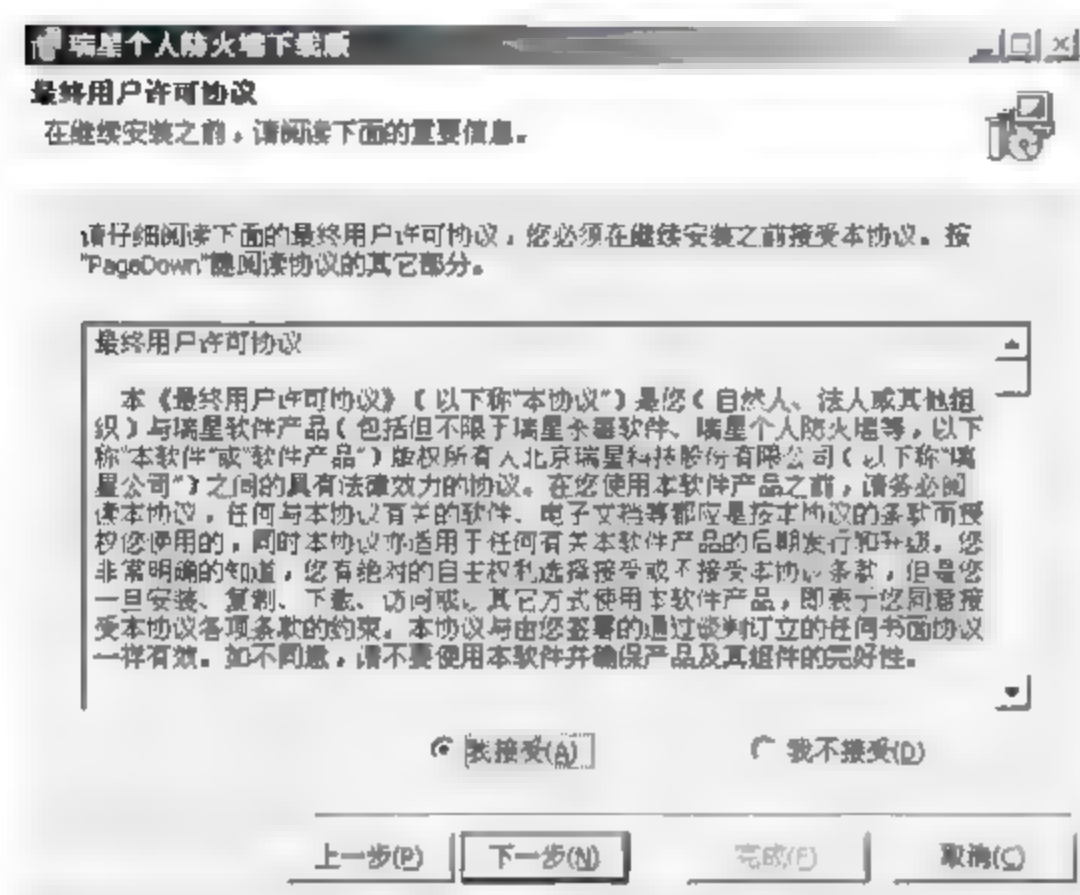 瑞星个人防火墙下载版
最终用户许可协议
在继续安装之前，请阅读下面的重要信息。
请仔细阅读下面的最终用户许可协议，您必须在继续安装之前接受本协议。按
"PageDown"键阅读协议的其它部分。
最终用户许可协议
本《最终用户许可协议》（以下称"本协议"）是您（自然人、法人或其他组
织）与瑞星软件产品（包括但不限于瑞星杀毒软件、瑞星个人防火墙等，以下
称"本软件"或"软件产品"）版权所有人北京瑞星科技股份有限公司（以下称"瑞
星公司"）之间的具有法律效力的协议。在您使用本软件产品之前，请务必阅
读本协议，任何与本协议有关的软件、电子文档等都应是按本协议的条款而授
权您使用的，同时本协议亦适用于任何有关本软件产品的后期发行和升级。您
非常明确的知道，您有绝对的自主权利选择接受或不接受本协议条款，但是您
一旦安装、复制、下载、访问或以其它方式使用本软件产品，即表示您同意接
受本协议各项条款的约束。本协议与由您签署的通过谈判订立的任何书面协议
一样有效。如不同意，请不要使用本软件并确保产品及其组件的完好性。
我接受(A) 我不接受(D)
上一步(P) 下一步(N) 完成(F) 取消(C)